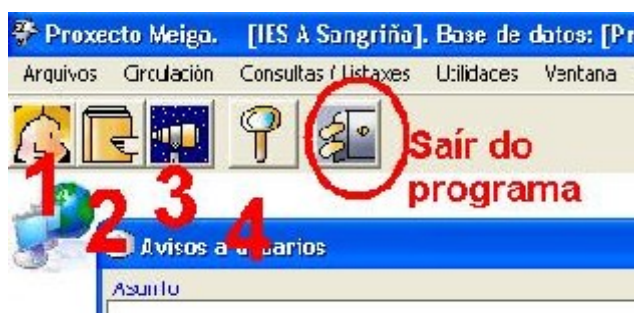 Proxecto Meiga. [IES A Sangriña]. Base de datos: [Pr
Arquivos Circulación Consultas / Listaxes Utilidades Ventana
Saír do
programa
1
2
3
4
Avisos a usuarios
Asunto